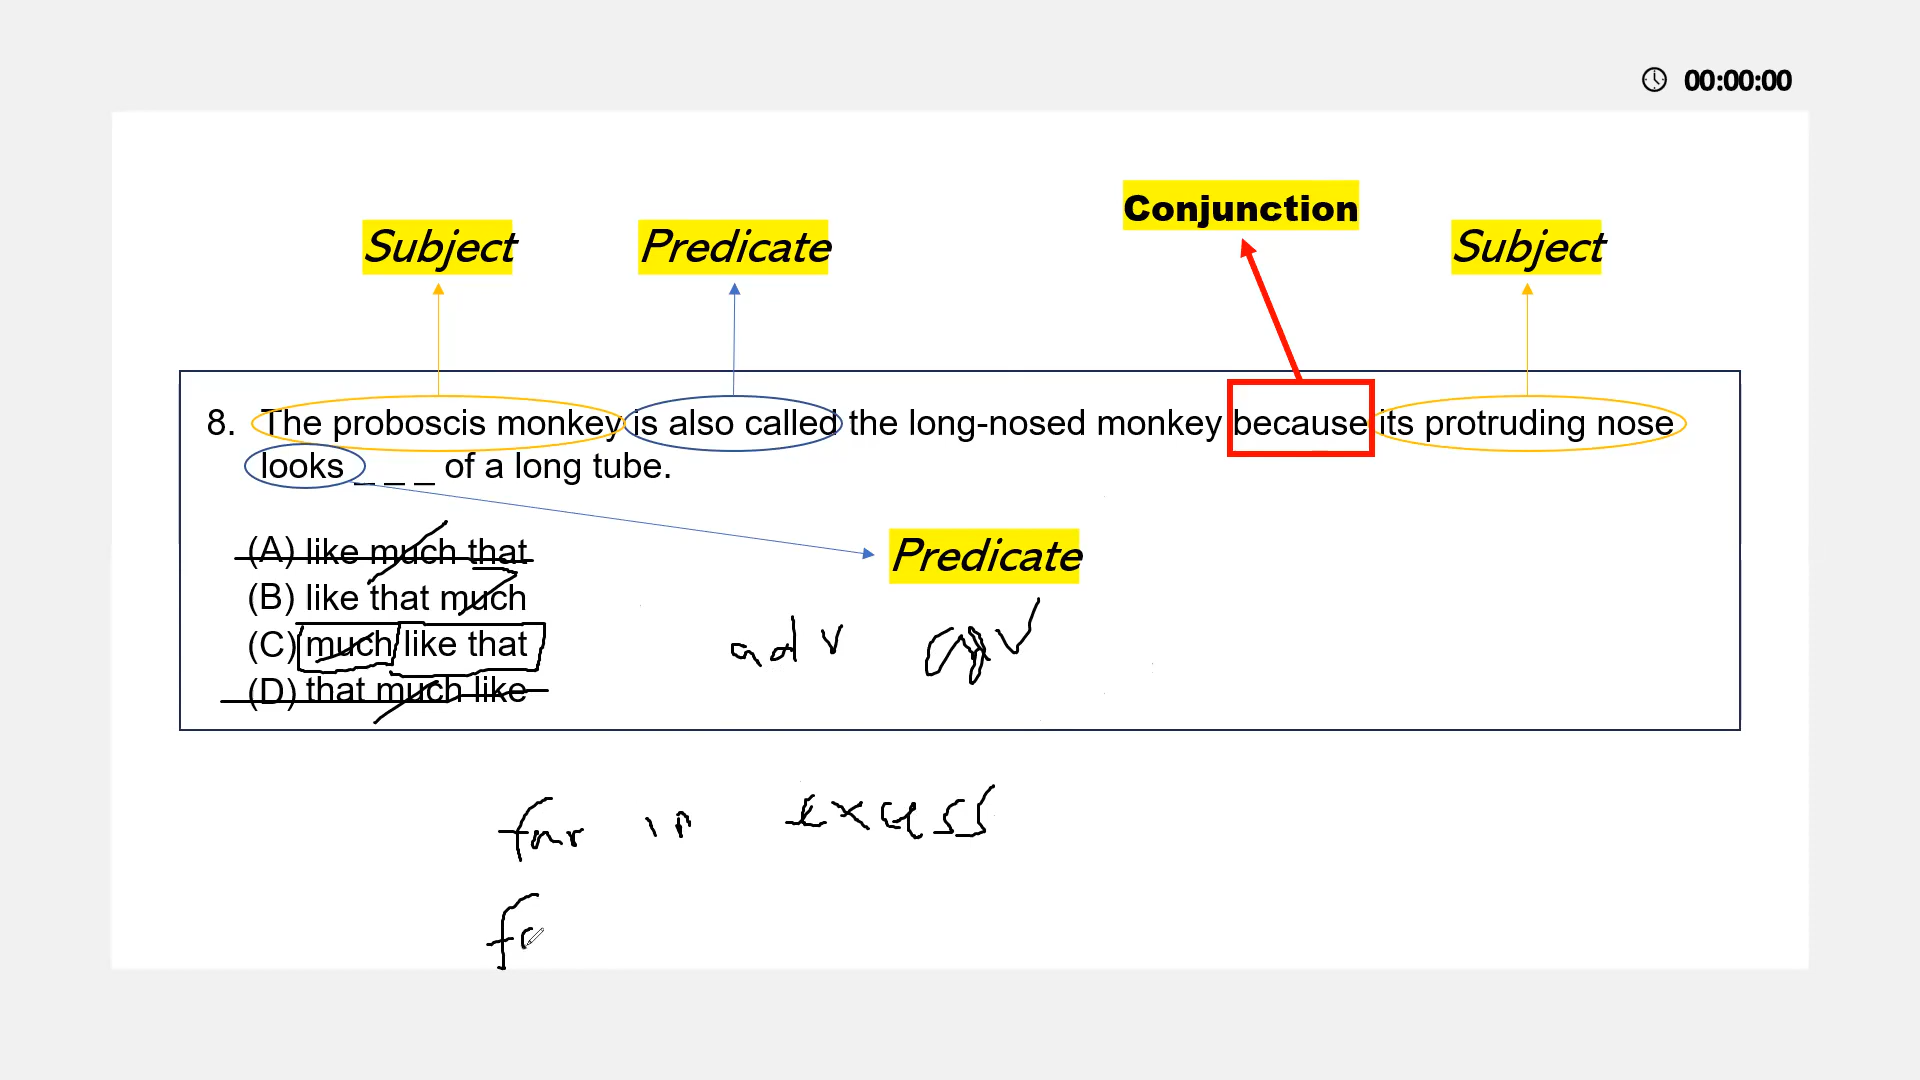 00:00:00
Conjunction
Subject Predicate Subject
8. The proboscis monkey is also called the long-nosed monkey because its protruding nose
looks _ _ _ of a long tube.
(A) like much that
Predicate
(B) like that much
(C) much like that
adv
(D) that much like
far in excess